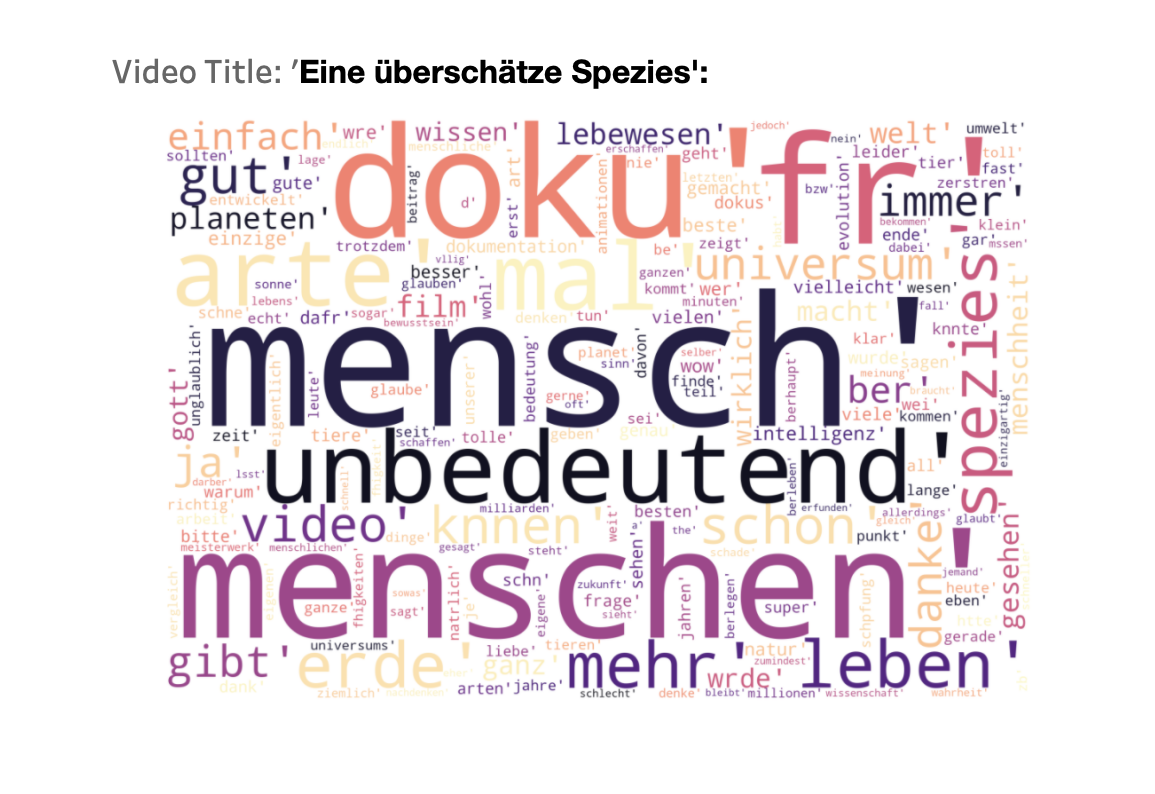 Video Title: ’Eine überschätze Spezies':
einfach' wre' wissen' lebewesen' jedoch' nein' welt' umwelt'
endlich' menschliche' erschaffen'
sollten' lage' doku' nie' geht' fr' leider' tier' toll'
gut' gute' beitrag' art' letzten' fast'
entwickelt' d' gemacht' bzw' zerstren'
planeten' erst' animationen' dokus' evolution' immer'
einzige' beste' bekommen' klein'
trotzdem' dokumentation' be' zeigt' ende' gar' mssen'
dabei'
arte' vllig' besser' mal' ganzen' universum'
sonne' glauben' kommt' wer' vielleicht' wesen'
lebens' film' wohl' minuten' macht' fall'
schne' echt' dafr' sogar' denken' tun' vielen' knnte'
bewusstsein' klar'
mensch' planet' davon' selber' wurde' sagen'
unglaublich' sinn' wow' wirklich' meinung' spezies' menschheit'
gott' eigentlich' leute' glaube' unserer' bedeutung' gerne' finde' berhaupt' ber' braucht'
oft' teil' wei'
sei' viele' kommen' einzigartig'
zeit' tiere' seit' tolle' geben' genau' intelligenz'
schaffen'
ja' unbedeutend' all'
darber' lsst' schnell' fhigkeit' berleben' lange'
warum'
richtig' milliarden' besten' erfunden' allerdings'
arbeit' video' knnen' weit' the' schon' gleich' glaubt'
bitte' dinge' punkt'
meisterwerk' menschlichen' gesagt' steht' sehen' schade' danke' gesehen'
menschen' jemand'
vergleich' eigenen' fhigkeiten' sowas' natrlich' je' schn' zukunft' jahren' berlegen' schpfung' heute'
ganze' sagt' eigene' frage' super' eben'
sieht' htte'
universums' liebe' tieren' natur' gerade'
gibt' erde' eher' ganz' mehr' zumindest' leben'
wrde'
dank' arten' jahre' zb'
ziemlich' nachdenken' schlecht' denke' bleibt' millionen' wissenschaft' wahrheit'